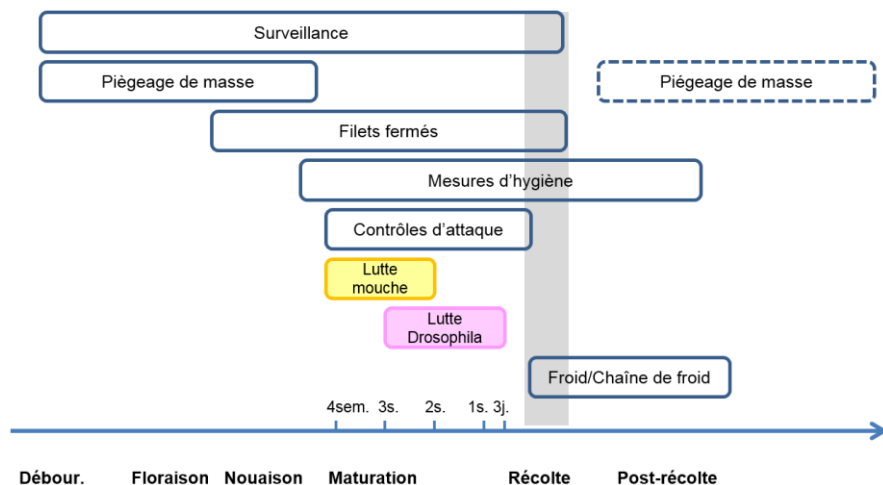 Surveillance
Piègeage de masse
Piégeage de masse
Filets fermés
Mesures d'hygiène
Contrôles d'attaque
Lutte
mouche
Lutte
Drosophila
Froid/Chaîne de froid
4sem. 3s. 2s. 1s. 3j.
Débour. Floraison Nouaison Maturation Récolte Post-récolte